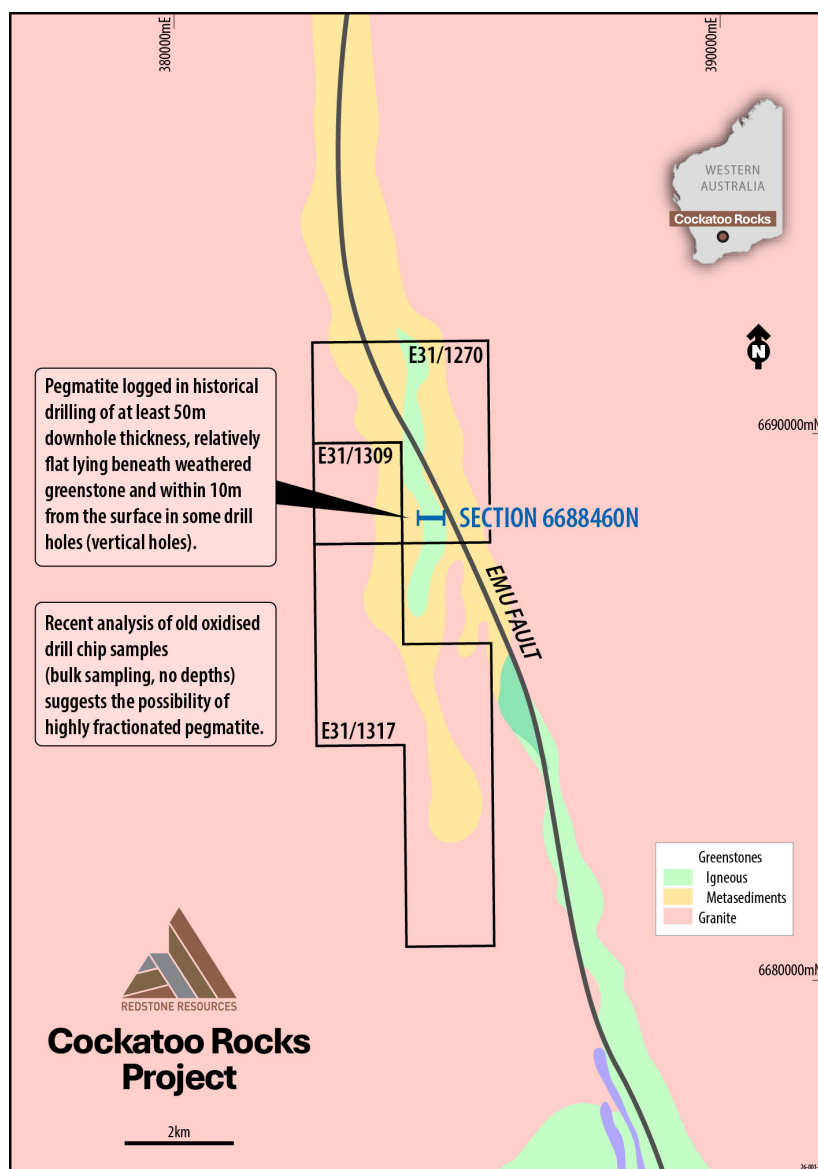 380000mE
390000mE
WESTERN
AUSTRALIA
Cockatoo Rocks
N
6690000mN
E31/1270
E31/1309
Pegmatite logged in historical
drilling of at least 50m
downhole thickness, relatively
flat lying beneath weathered
greenstone and within 10m
from the surface in some drill
holes (vertical holes).
SECTION 6688460N
EMU FAULT
Recent analysis of old oxidised
drill chip samples
(bulk sampling, no depths)
suggests the possibility of
highly fractionated pegmatite.
E31/1317
Greenstones
Igneous
Metasediments
Granite
6680000mN
REDSTONE RESOURCES
Cockatoo Rocks
Project
2km